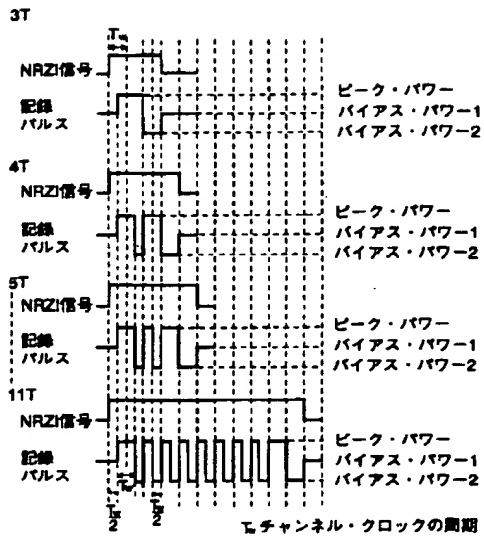 3T
T
NRZI信号
記録
パルス
ピーク・パワー
バイアス・パワー1
バイアス・パワー2
4T
NRZI信号
記録
パルス
ピーク・パワー
バイアス・パワー1
バイアス・パワー2
5T
NRZI信号
記録
パルス
ピーク・パワー
バイアス・パワー1
バイアス・パワー2
11T
NRZI信号
記録
パルス
ピーク・パワー
バイアス・パワー1
バイアス・パワー2
チャンネル・クロックの周期